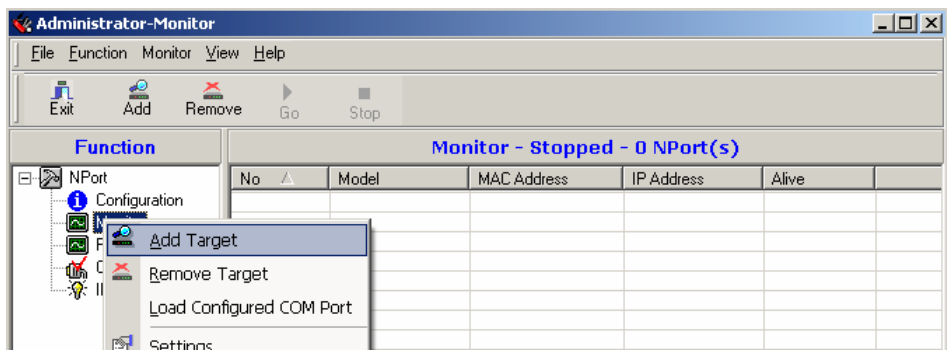 Administrator-Monitor
File Function Monitor View Help
Exit Add Remove Go Stop
Function
Monitor - Stopped - 0 NPort(s)
NPort
No Model MAC Address IP Address Alive
Configuration
Add Target
Remove Target
Load Configured COM Port
Settings